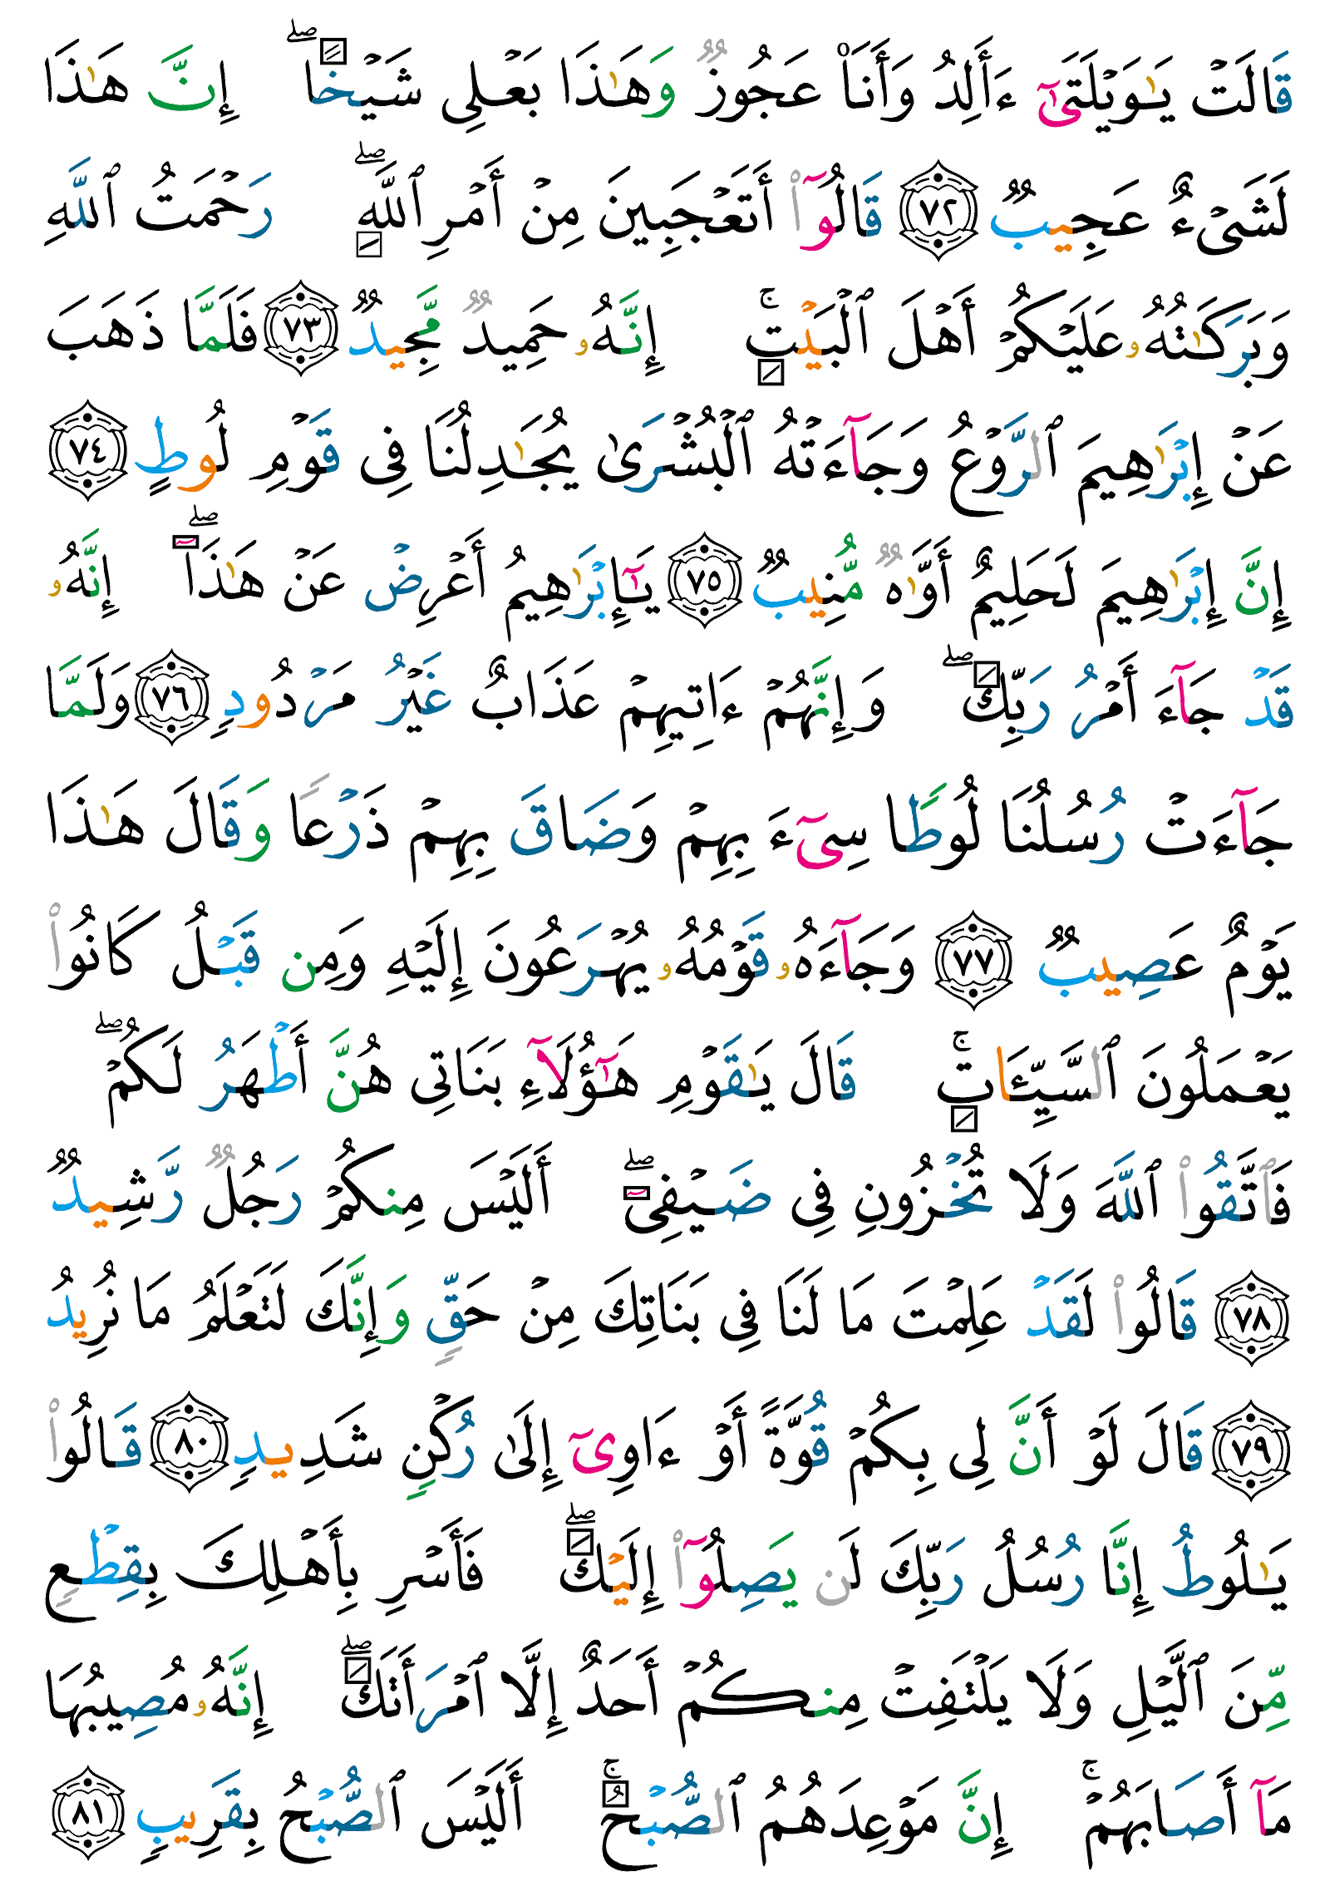 قَالَتْ يَـٰوَيْلَتَىٰٓ ءَأَلِدُ وَأَنَا۠ عَجُوزٌ وَهَـٰذَا بَعْلِى شَيْخًا ۖ إِنَّ هَـٰذَا
لَشَىْءٌ عَجِيبٌ ﴿٧٢﴾ قَالُوٓا۟ أَتَعْجَبِينَ مِنْ أَمْرِ ٱللَّهِ ۖ رَحْمَتُ ٱللَّهِ
وَبَرَكَـٰتُهُۥ عَلَيْكُمْ أَهْلَ ٱلْبَيْتِ ۚ إِنَّهُۥ حَمِيدٌ مَّجِيدٌ ﴿٧٣﴾ فَلَمَّا ذَهَبَ
عَنْ إِبْرَٰهِيمَ ٱلرَّوْعُ وَجَآءَتْهُ ٱلْبُشْرَىٰ يُجَـٰدِلُنَا فِى قَوْمِ لُوطٍ ﴿٧٤﴾
إِنَّ إِبْرَٰهِيمَ لَحَلِيمٌ أَوَّٰهٌ مُّنِيبٌ ﴿٧٥﴾ يَـٰٓإِبْرَٰهِيمُ أَعْرِضْ عَنْ هَـٰذَآ ۖ إِنَّهُۥ
قَدْ جَآءَ أَمْرُ رَبِّكَ ۖ وَإِنَّهُمْ ءَاتِيهِمْ عَذَابٌ غَيْرُ مَرْدُودٍ ﴿٧٦﴾ وَلَمَّا
جَآءَتْ رُسُلُنَا لُوطًا سِىٓءَ بِهِمْ وَضَاقَ بِهِمْ ذَرْعًا وَقَالَ هَـٰذَا
يَوْمٌ عَصِيبٌ ﴿٧٧﴾ وَجَآءَهُۥ قَوْمُهُۥ يُهْرَعُونَ إِلَيْهِ وَمِن قَبْلُ كَانُوا۟
يَعْمَلُونَ ٱلسَّيِّـَٔاتِ ۚ قَالَ يَـٰقَوْمِ هَـٰٓؤُلَآءِ بَنَاتِى هُنَّ أَطْهَرُ لَكُمْ ۖ
فَٱتَّقُوا۟ ٱللَّهَ وَلَا تُخْزُونِ فِى ضَيْفِىٓ ۖ أَلَيْسَ مِنكُمْ رَجُلٌ رَّشِيدٌ
﴿٧٨﴾ قَالُوا۟ لَقَدْ عَلِمْتَ مَا لَنَا فِى بَنَاتِكَ مِنْ حَقٍّ وَإِنَّكَ لَتَعْلَمُ مَا نُرِيدُ
﴿٧٩﴾ قَالَ لَوْ أَنَّ لِى بِكُمْ قُوَّةً أَوْ ءَاوِىٓ إِلَىٰ رُكْنٍ شَدِيدٍ ﴿٨٠﴾ قَالُوا۟
يَـٰلُوطُ إِنَّا رُسُلُ رَبِّكَ لَن يَصِلُوٓا۟ إِلَيْكَ ۖ فَأَسْرِ بِأَهْلِكَ بِقِطْعٍ
مِّنَ ٱلَّيْلِ وَلَا يَلْتَفِتْ مِنكُمْ أَحَدٌ إِلَّا ٱمْرَأَتَكَ ۖ إِنَّهُۥ مُصِيبُهَا
مَآ أَصَابَهُمْ ۚ إِنَّ مَوْعِدَهُمُ ٱلصُّبْحُ ۚ أَلَيْسَ ٱلصُّبْحُ بِقَرِيبٍ ﴿٨١﴾